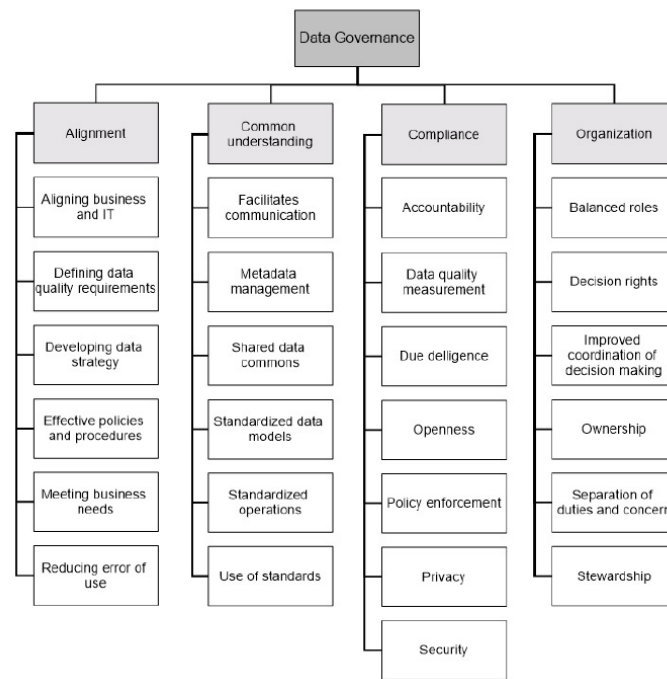 Data Governance
Alignment
Aligning business
and IT
Defining data
quality requirements
Developing data
strategy
Effective policies
and procedures
Meeting business
needs
Reducing error of
use
Common
understanding
Facilitates
communication
Metadata
management
Shared data
commons
Standardized data
models
Standardized
operations
Use of standards
Compliance
Accountability
Data quality
measurement
Due delligence
Openness
Policy enforcement
Privacy
Security
Organization
Balanced roles
Decision rights
Improved
coordination of
decision making
Ownership
Separation of
duties and concern
Stewardship